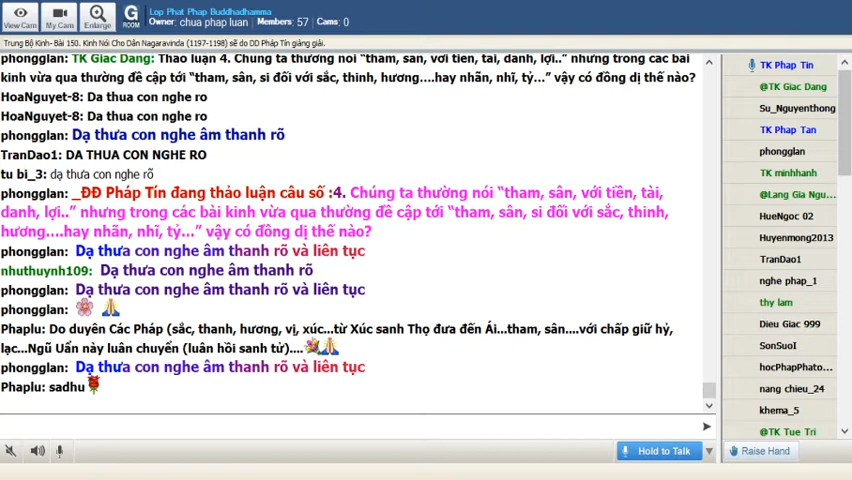 View Cam
My Cam
Enlarge
G
ROOM
Lop Phat Phap Buddhadhamma
Owner: chua phap luan Members: 57 Cams: 0
Trung Bộ Kinh- Bài 150. Kinh Nói Cho Dân Nagaravinda (1197-1198) sẽ do DD Pháp Tín giảng giải.
phongglan: TK Giac Dang: Thảo luận 4. Chúng ta thường nói “tham, sân, với tiền, tài, danh, lợi..” nhưng trong các bài
kinh vừa qua thường đề cập tới “tham, sân, si đối với sắc, thinh, hương....hay nhãn, nhĩ, tỷ...” vậy có đồng dị thế nào?
HoaNguyet-8: Da thua con nghe ro
HoaNguyet-8: Da thua con nghe ro
phongglan: Dạ thưa con nghe âm thanh rõ
TranDao1: DA THUA CON NGHE RO
tu bi_3: dạ thưa con nghe rõ
phongglan: _ĐĐ Pháp Tín đang thảo luận câu số :4. Chúng ta thường nói “tham, sân, với tiền, tài,
danh, lợi..” nhưng trong các bài kinh vừa qua thường đề cập tới “tham, sân, si đối với sắc, thinh,
hương....hay nhãn, nhĩ, tỷ...” vậy có đồng dị thế nào?
phongglan: Dạ thưa con nghe âm thanh rõ và liên tục
nhuthuynh109: Dạ thưa con nghe âm thanh rõ
phongglan: Dạ thưa con nghe âm thanh rõ và liên tục
phongglan:
Phaplu: Do duyên Các Pháp (sắc, thanh, hương, vị, xúc...từ Xúc sanh Thọ đưa đến Ái...tham, sân....với chấp giữ hỷ,
lạc...Ngũ Uẩn này luân chuyển (luân hồi sanh tử)....
phongglan: Dạ thưa con nghe âm thanh rõ và liên tục
Phaplu: sadhu
TK Phap Tin
@TK Giac Dang
Su_Nguyenthong
TK Phap Tan
phongglan
TK minhhanh
@Lang Gia Ngu...
HueNgoc 02
Huyenmong2013
TranDao1
nghe phap_1
thy lam
Dieu Giac 999
SonSuoI
hocPhapPhato...
nang chieu_24
khema_5
@TK Tue Tri
Hold to Talk
Raise Hand